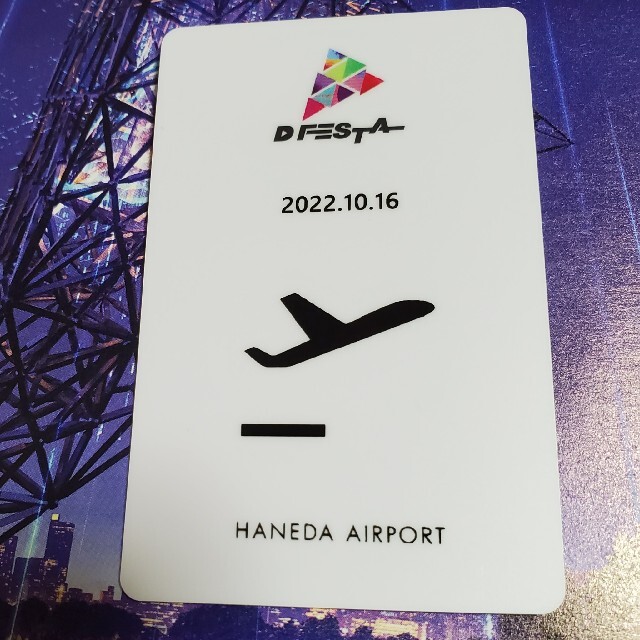 D FESTA
2022.10.16
HANEDA AIRPORT